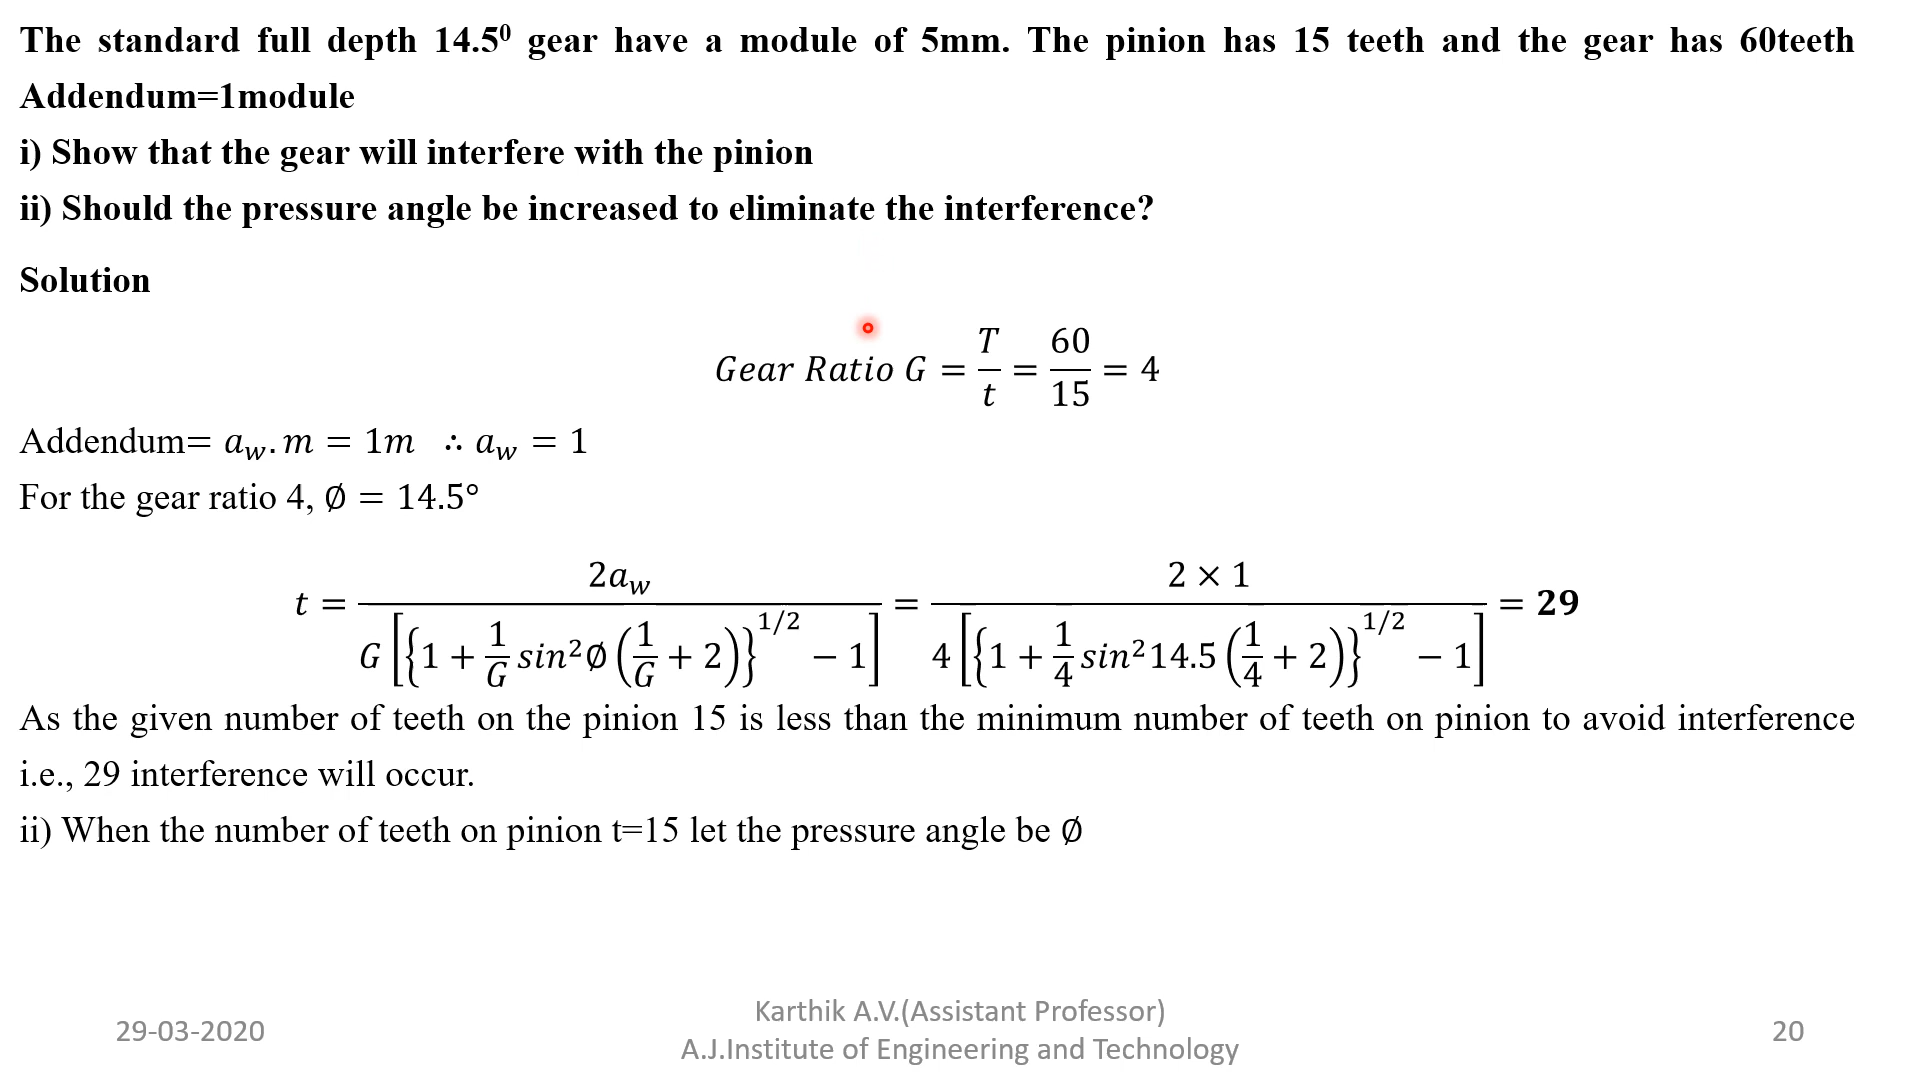 The standard full depth 14.5⁰ gear have a module of 5mm. The pinion has 15 teeth and the gear has 60teeth
Addendum=1module
i) Show that the gear will interfere with the pinion
ii) Should the pressure angle be increased to eliminate the interference?
Solution
Gear Ratio G = T/t = 60/15 = 4
Addendum= a_w. m = 1m ∴ a_w = 1
For the gear ratio 4, ∅ = 14.5°
t = 2a_w / G[{1 + 1/G sin²∅(1/G + 2)}^1/2 − 1] = 2 × 1 / 4[{1 + 1/4 sin²14.5(1/4 + 2)}^1/2 − 1] = 29
As the given number of teeth on the pinion 15 is less than the minimum number of teeth on pinion to avoid interference
i.e., 29 interference will occur.
ii) When the number of teeth on pinion t=15 let the pressure angle be ∅
29-03-2020
Karthik A.V.(Assistant Professor)
A.J.Institute of Engineering and Technology
20